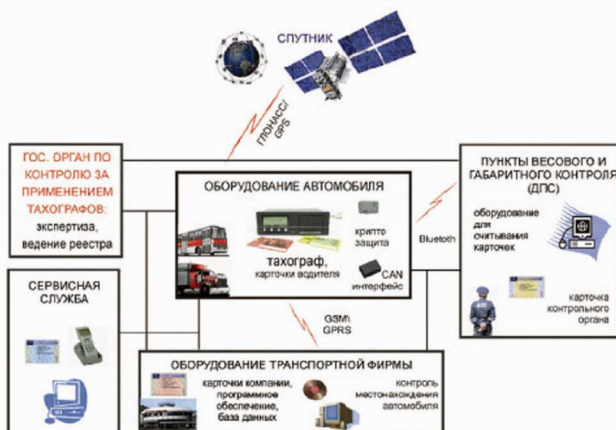 СПУТНИК
ГЛОНАСС/
GPS
ГОС. ОРГАН ПО
КОНТРОЛЮ ЗА
ПРИМЕНЕНИЕМ
ТАХОГРАФОВ:
экспертиза,
ведение реестра
ОБОРУДОВАНИЕ АВТОМОБИЛЯ
крипто
защита
тахограф,
карточки водителя
CAN
интерфейс
Bluetoth
ПУНКТЫ ВЕСОВОГО И
ГАБАРИТНОГО КОНТРОЛЯ
(ДПС)
оборудование
для
считывания
карточек
карточка
контрольного
органа
СЕРВИСНАЯ
СЛУЖБА
GSM\
GPRS
ОБОРУДОВАНИЕ ТРАНСПОРТНОЙ ФИРМЫ
карточки компании,
программное
обеспечение,
база данных
контроль
местонахождения
автомобиля